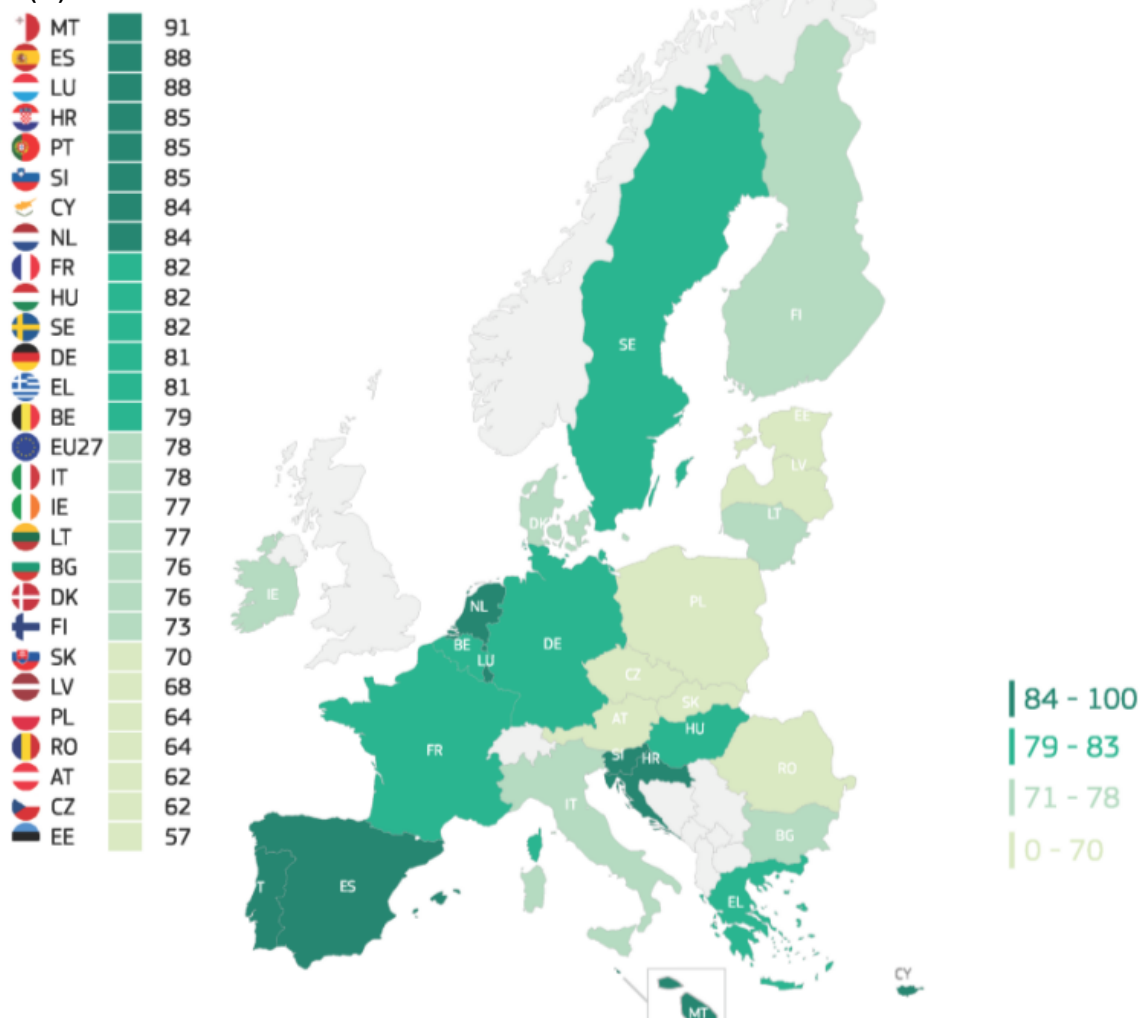 MT 91
ES 88
LU 88
HR 85
PT 85
SI 85
CY 84
NL 84
FR 82
HU 82
SE 82
DE 81
EL 81
BE 79
EU27 78
IT 78
IE 77
LT 77
BG 76
DK 76
FI 73
SK 70
LV 68
PL 64
RO 64
AT 62
CZ 62
EE 57
FI
SE
EE
LV
LT
DK
IE
NL
PL
BE
DE
LU
CZ
SK
AT
HU
FR
SI
HR
RO
IT
BG
T
ES
EL
CY
MT
84 - 100
79 - 83
71 - 78
0 - 70